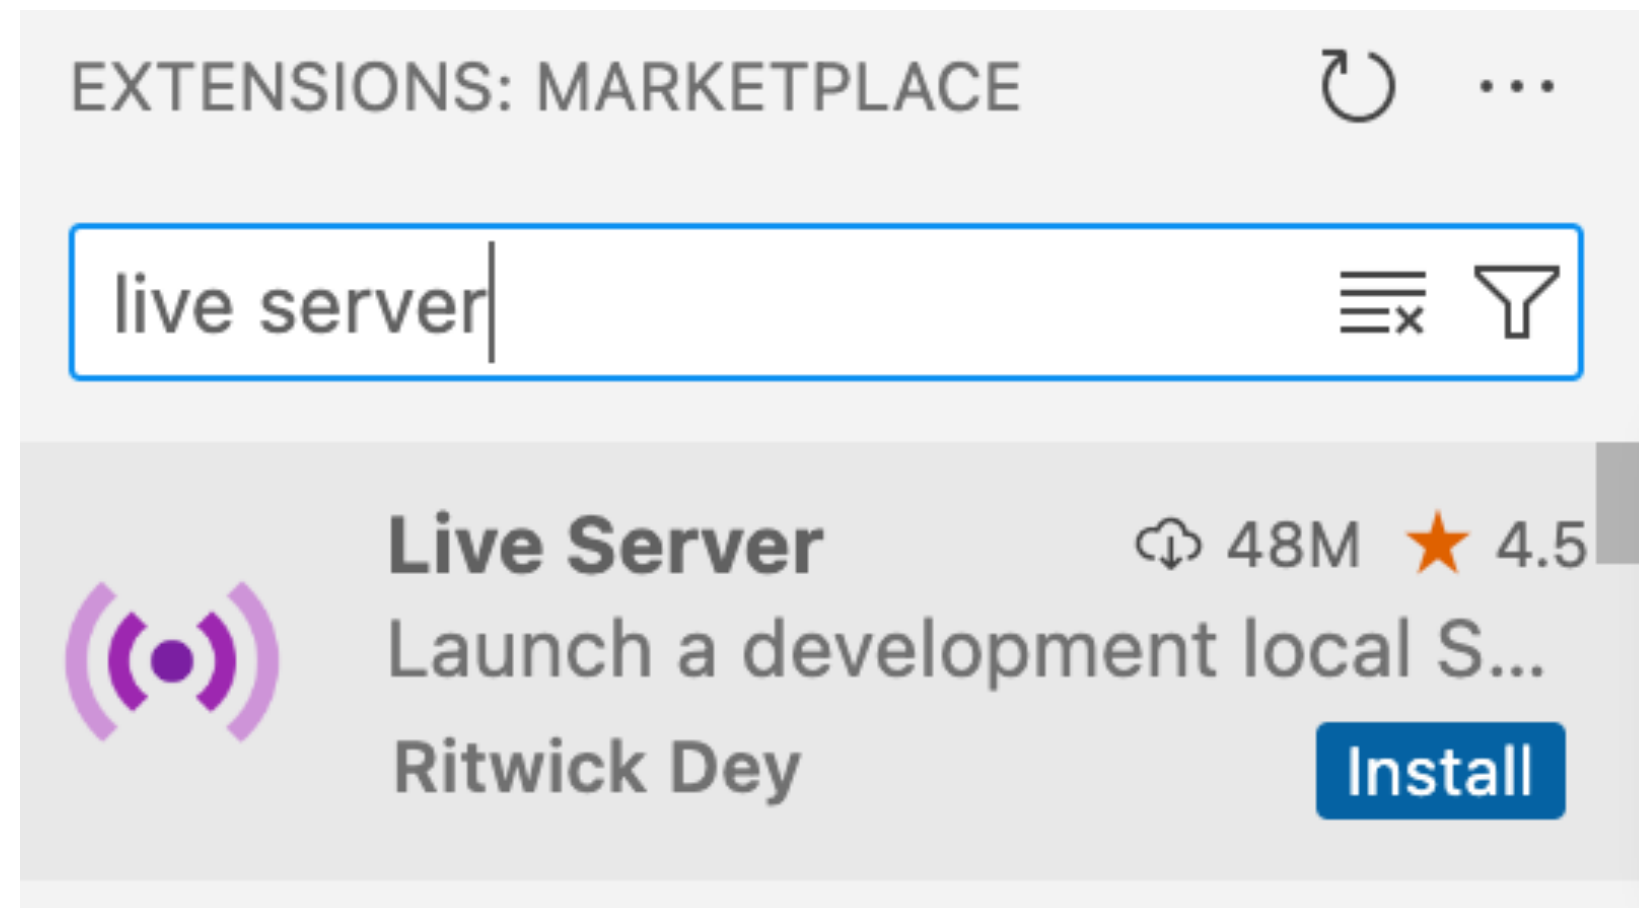 EXTENSIONS: MARKETPLACE
live server
Live Server 48M 4.5
Launch a development local S...
Ritwick Dey Install